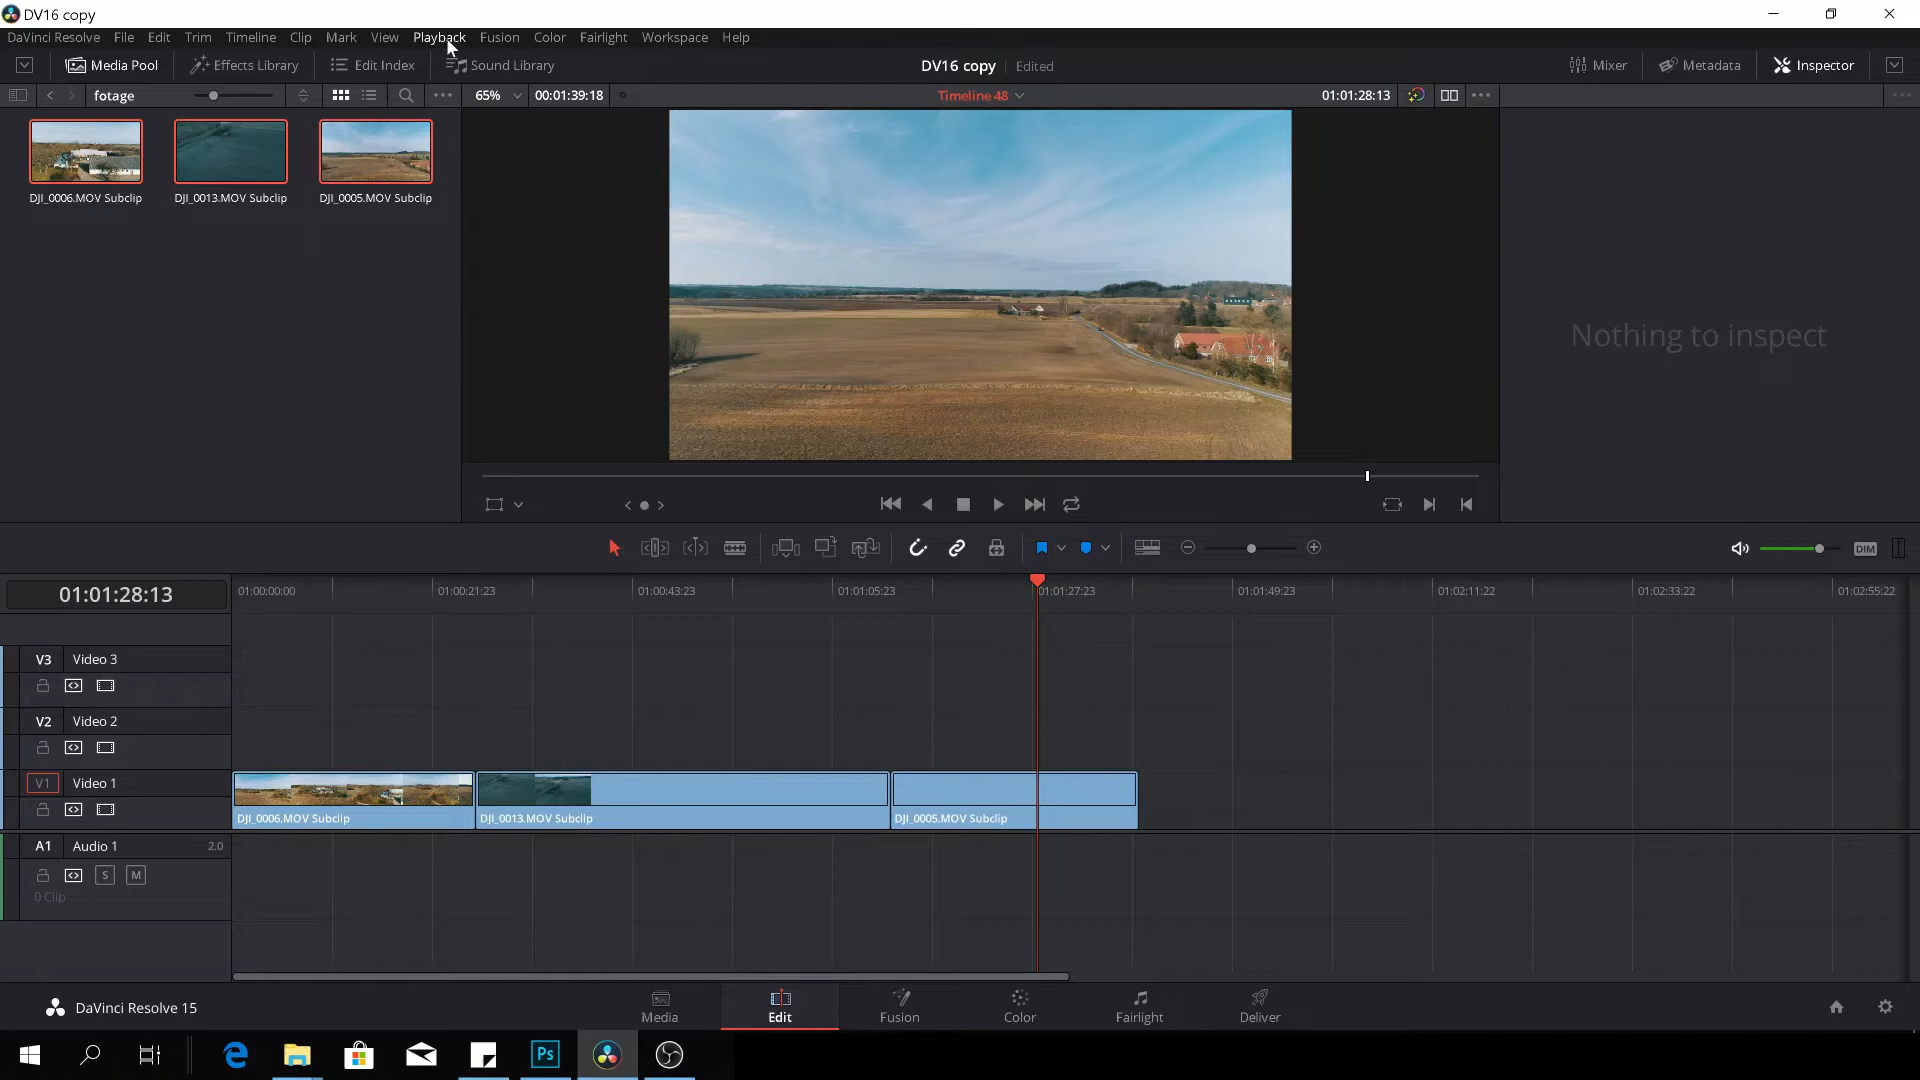 DV16 copy
DaVinci Resolve File Edit Trim Timeline Clip Mark View Playback Fusion Color Fairlight Workspace Help
Media Pool Effects Library Edit Index Sound Library DV16 copy Edited Mixer Metadata Inspector
footage 65% 00:01:39:18 Timeline 48 01:01:28:13
DJI_0006.MOV Subclip DJI_0013.MOV Subclip DJI_0005.MOV Subclip
Nothing to inspect
DIM
01:01:28:13 01:00:00:00 01:00:21:23 01:00:43:23 01:01:05:23 01:01:27:23 01:01:49:23 01:02:11:22 01:02:33:22 01:02:55:22
V3 Video 3
V2 Video 2
V1 Video 1
DJI_0006.MOV Subclip DJI_0013.MOV Subclip DJI_0005.MOV Subclip
A1 Audio 1 2.0
S M
0 Clip
DaVinci Resolve 15 Media Edit Fusion Color Fairlight Deliver
Ps